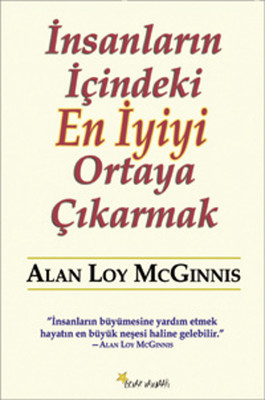 İnsanların
İçindeki
En İyiyi
Ortaya
Çıkarmak
ALAN LOY MCGINNIS
"İnsanların büyümesine yardım etmek
hayatın en büyük neşesi haline gelebilir."
—ALAN LOY MCGINNIS